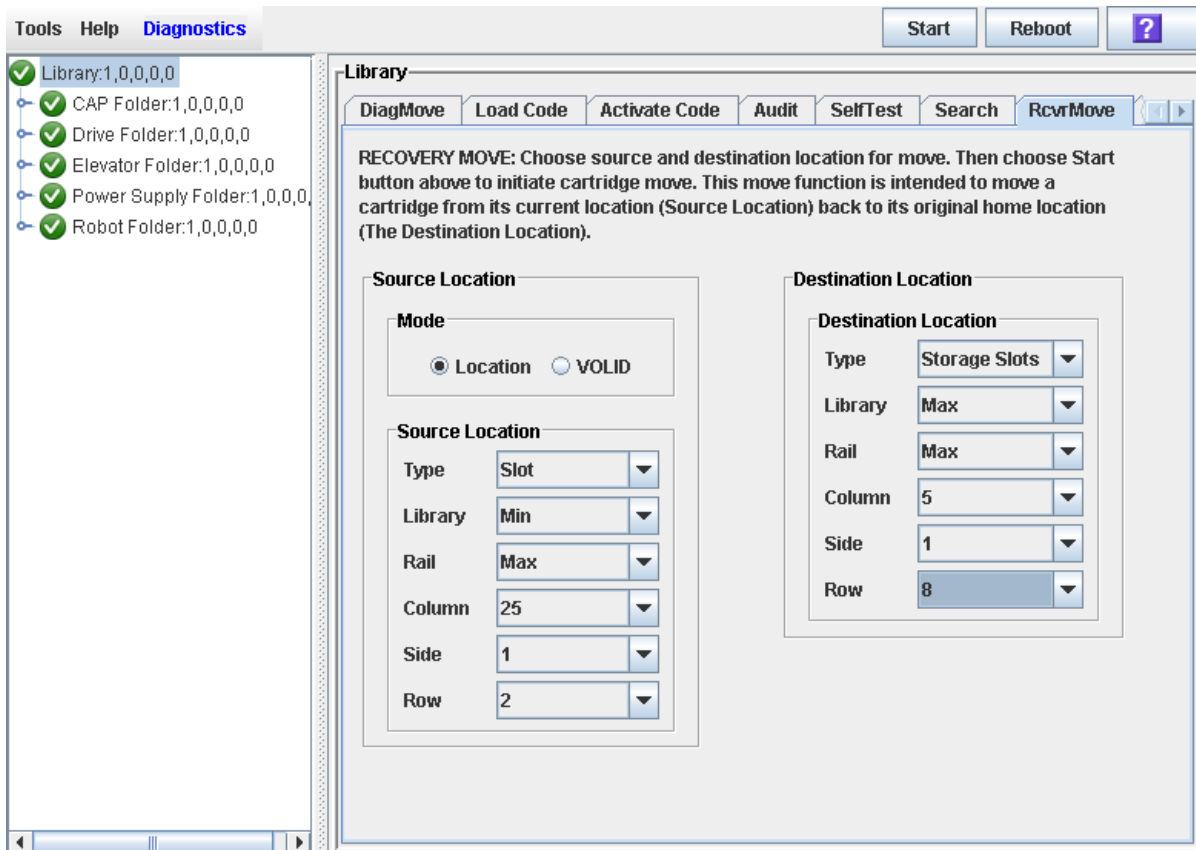 Tools Help Diagnostics
Start Reboot ?
Library:1,0,0,0,0
CAP Folder:1,0,0,0,0
Drive Folder:1,0,0,0,0
Elevator Folder:1,0,0,0,0
Power Supply Folder:1,0,0,0,
Robot Folder:1,0,0,0,0
Library
DiagMove Load Code Activate Code Audit SelfTest Search RcvrMove
RECOVERY MOVE: Choose source and destination location for move. Then choose Start
button above to initiate cartridge move. This move function is intended to move a
cartridge from its current location (Source Location) back to its original home location
(The Destination Location).
Source Location
Mode
Location VOLID
Source Location
Type Slot
Library Min
Rail Max
Column 25
Side 1
Row 2
Destination Location
Destination Location
Type Storage Slots
Library Max
Rail Max
Column 5
Side 1
Row 8